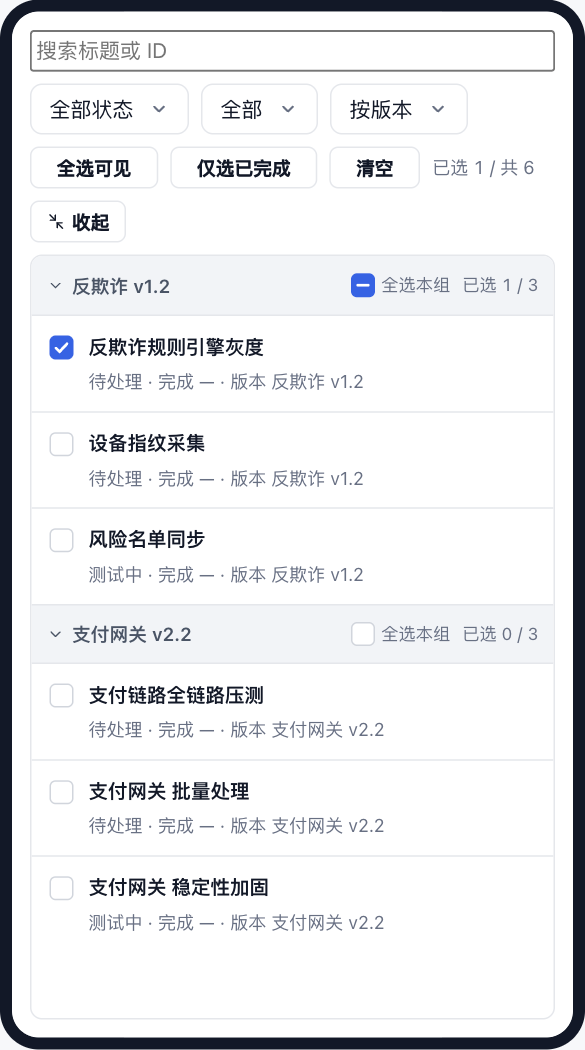 搜索标题或 ID
全部状态 全部 按版本
全选可见 仅选已完成 清空 已选 1 / 共 6
收起
反欺诈 v1.2 全选本组 已选 1 / 3
反欺诈规则引擎灰度
待处理 · 完成 — · 版本 反欺诈 v1.2
设备指纹采集
待处理 · 完成 — · 版本 反欺诈 v1.2
风险名单同步
测试中 · 完成 — · 版本 反欺诈 v1.2
支付网关 v2.2 全选本组 已选 0 / 3
支付链路全链路压测
待处理 · 完成 — · 版本 支付网关 v2.2
支付网关 批量处理
待处理 · 完成 — · 版本 支付网关 v2.2
支付网关 稳定性加固
测试中 · 完成 — · 版本 支付网关 v2.2